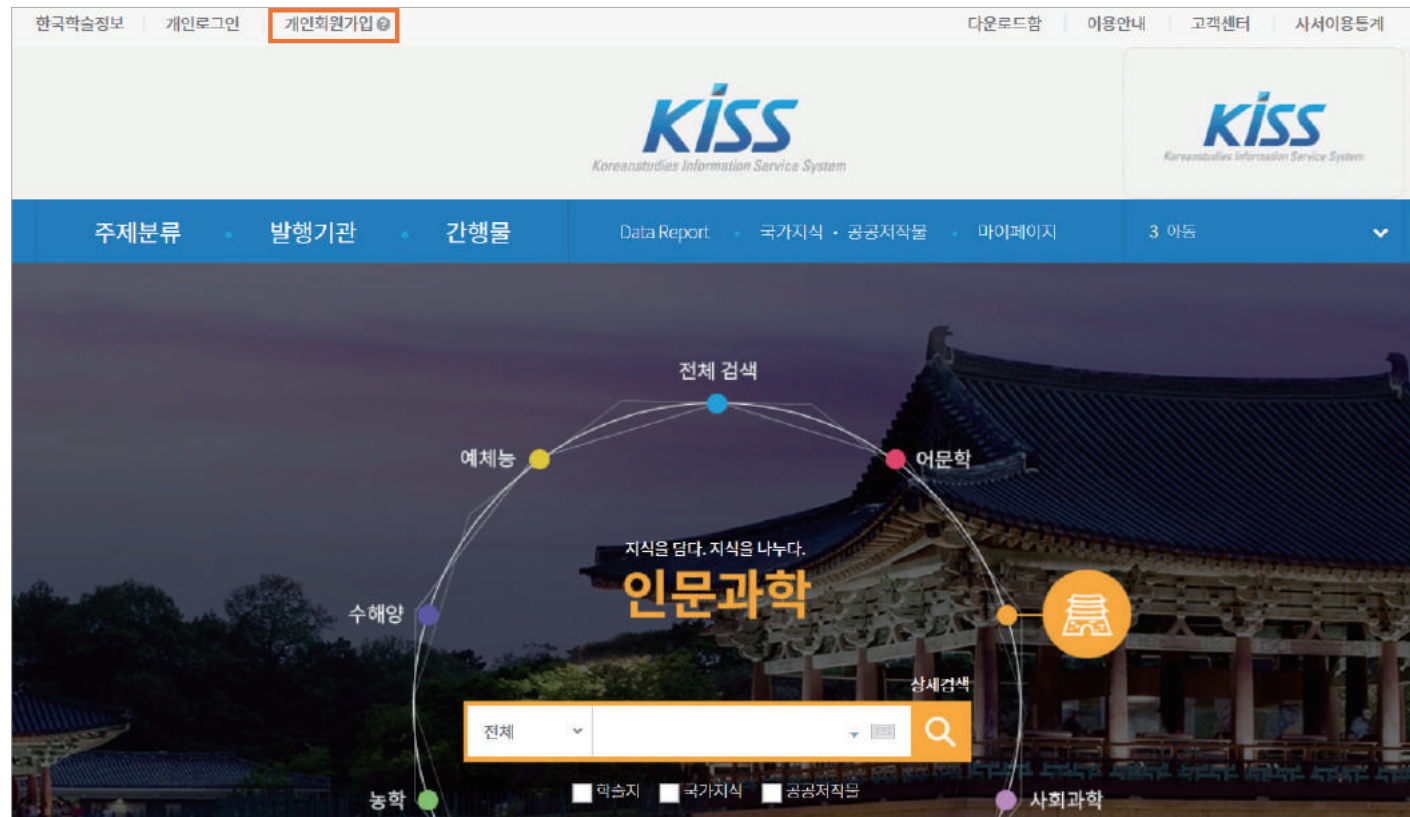 한국학술정보 개인로그인 개인회원가입 다운로드함 이용안내 고객센터 사서이용통계
KISS
Koreanstudies Information Service System
KISS
Koreanstudies Information Service System
주제분류 발행기관 간행물 Data Report 국가지식 • 공공저작물 마이페이지 3 아동
전체 검색
예체능 어문학
지식을 담다. 지식을 나누다.
인문과학
수해양
상세검색
전체
학술지 국가지식 공공저작물
농학 사회과학